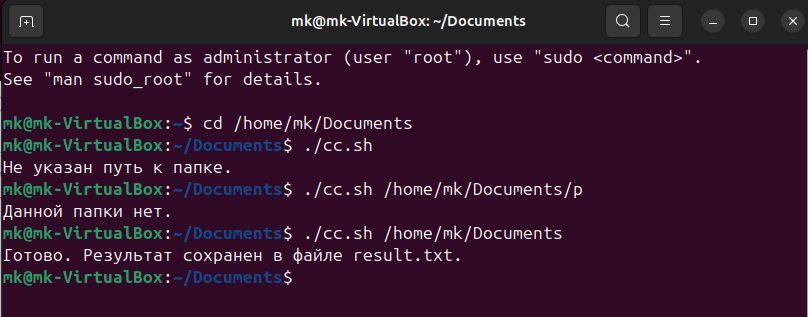 mk@mk-VirtualBox: ~/Documents
To run a command as administrator (user "root"), use "sudo <command>".
See "man sudo_root" for details.
mk@mk-VirtualBox:~$ cd /home/mk/Documents
mk@mk-VirtualBox:~/Documents$ ./cc.sh
Не указан путь к папке.
mk@mk-VirtualBox:~/Documents$ ./cc.sh /home/mk/Documents/p
Данной папки нет.
mk@mk-VirtualBox:~/Documents$ ./cc.sh /home/mk/Documents
Готово. Результат сохранен в файле result.txt.
mk@mk-VirtualBox:~/Documents$